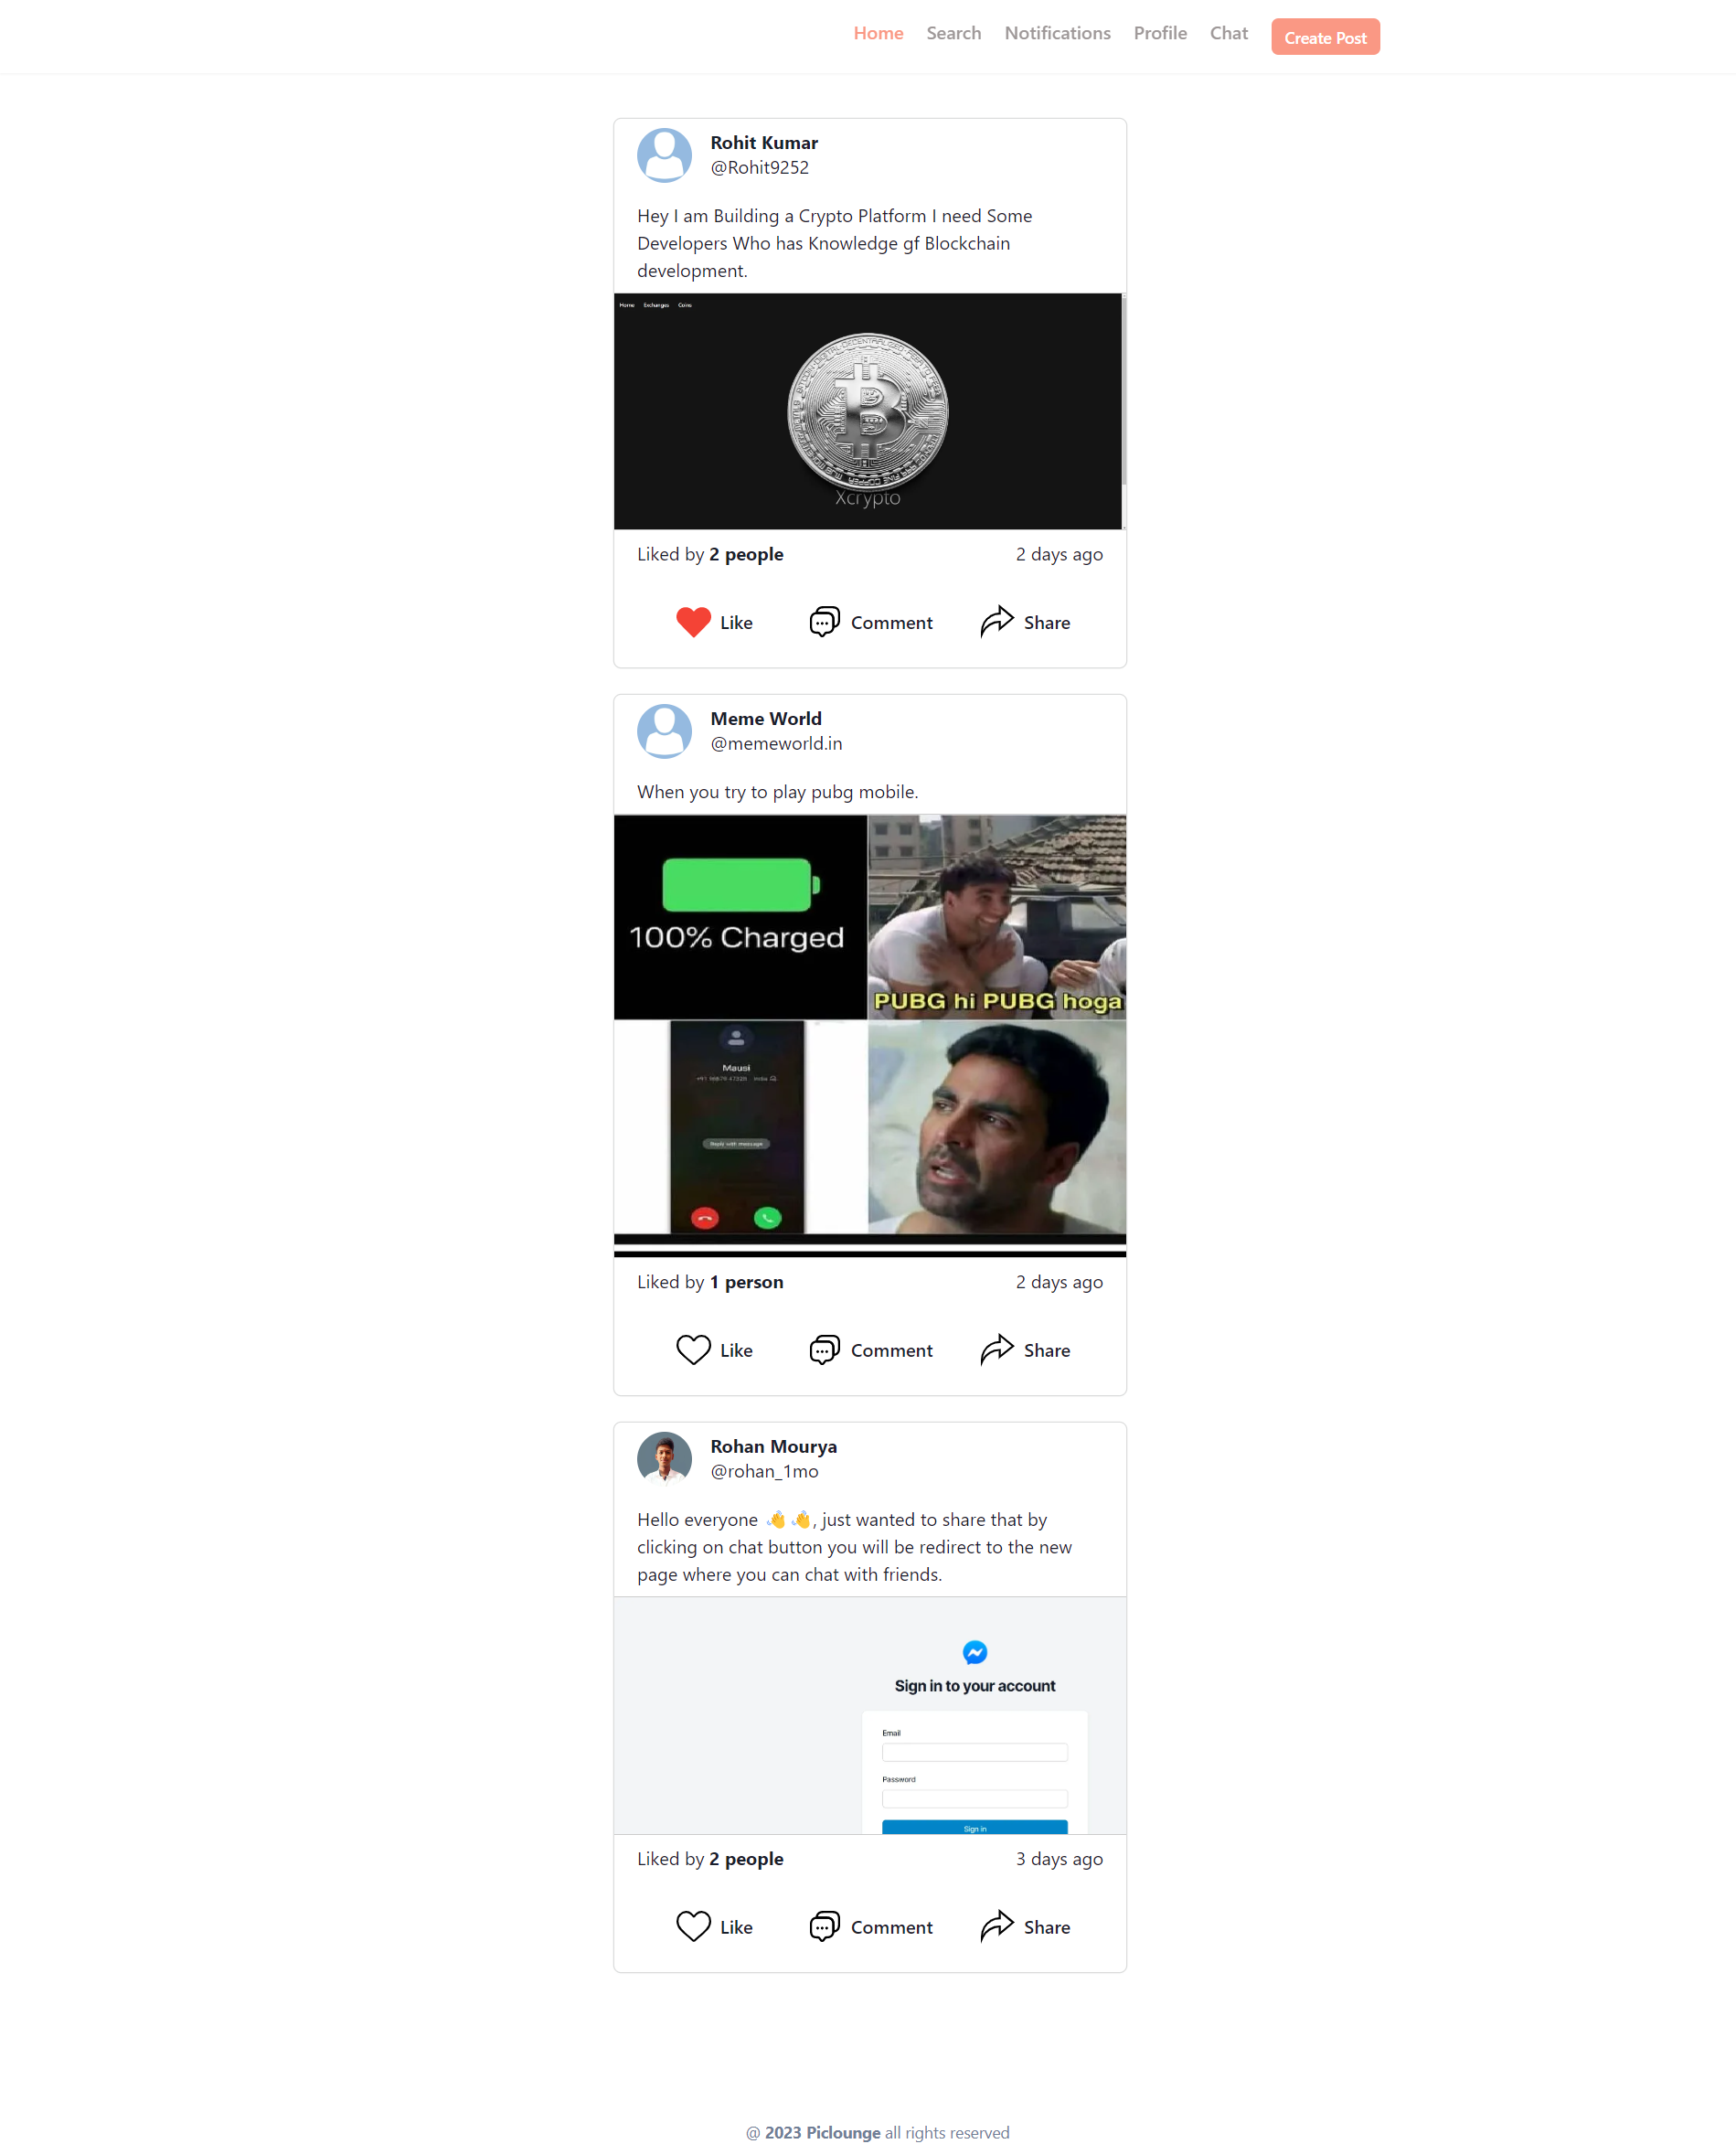 Home Search Notifications Profile Chat Create Post
Rohit Kumar
@Rohit9252
Hey I am Building a Crypto Platform I need Some
Developers Who has Knowledge gf Blockchain
development.
Home Exchanges Coins
Xcrypto
Liked by 2 people 2 days ago
Like Comment Share
Meme World
@memeworld.in
When you try to play pubg mobile.
100% Charged
PUBG hi PUBG hoga
Mausi
India
Reply with message
Liked by 1 person 2 days ago
Like Comment Share
Rohan Mourya
@rohan_1mo
Hello everyone 👋👋, just wanted to share that by
clicking on chat button you will be redirect to the new
page where you can chat with friends.
Sign in to your account
Email
Password
Sign in
Liked by 2 people 3 days ago
Like Comment Share
@ 2023 Piclounge all rights reserved